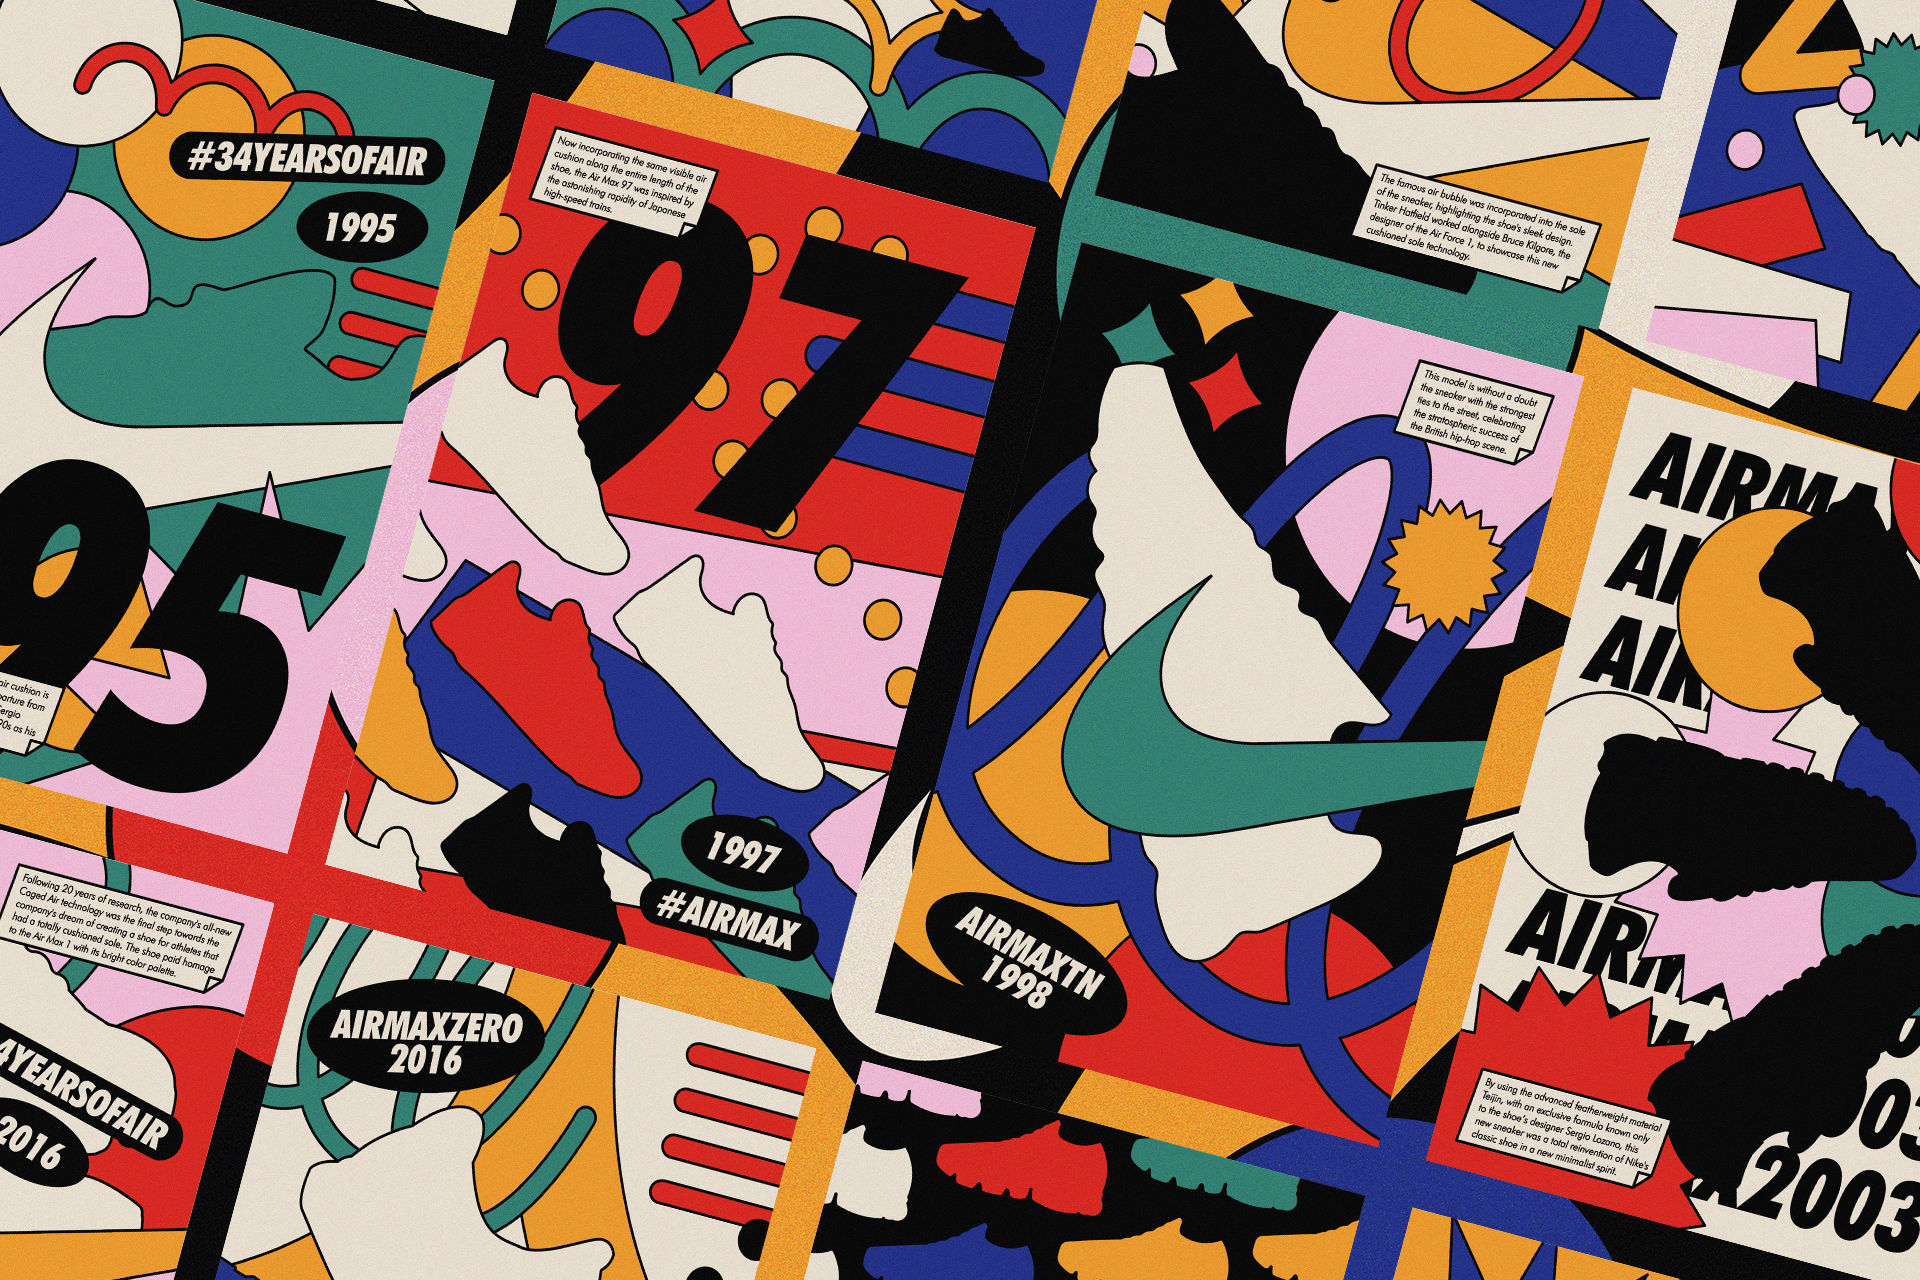 #34YEARSOFAIR
1995
95
air cushion is
parture from
Sergio
90s as his
Now incorporating the same visible air
cushion along the entire length of the
shoe, the Air Max 97 was inspired by
the astonishing rapidity of Japanese
high-speed trains.
97
1997
#AIRMAX
The famous air bubble was incorporated into the sole
of the sneaker, highlighting the shoe's sleek design.
Tinker Hatfield worked alongside Bruce Kilgore, the
designer of the Air Force 1, to showcase this new
cushioned sole technology.
This model is without a doubt
the sneaker with the strongest
ties to the street, celebrating
the stratospheric success of
the British hip-hop scene.
AIRMAXTN
1998
AIRMA
AI
AIR
AIRM
03
2003
By using the advanced featherweight material
Teijin, with an exclusive formula known only
to the shoe's designer Sergio Lozano, this
new sneaker was a total reinvention of Nike's
classic shoe in a new minimalist spirit.
Following 20 years of research, the company's all-new
Caged Air technology was the final step towards the
company's dream of creating a shoe for athletes that
had a totally cushioned sole. The shoe paid homage
to the Air Max 1 with its bright color palette.
4YEARSOFAIR
2016
AIRMAXZERO
2016